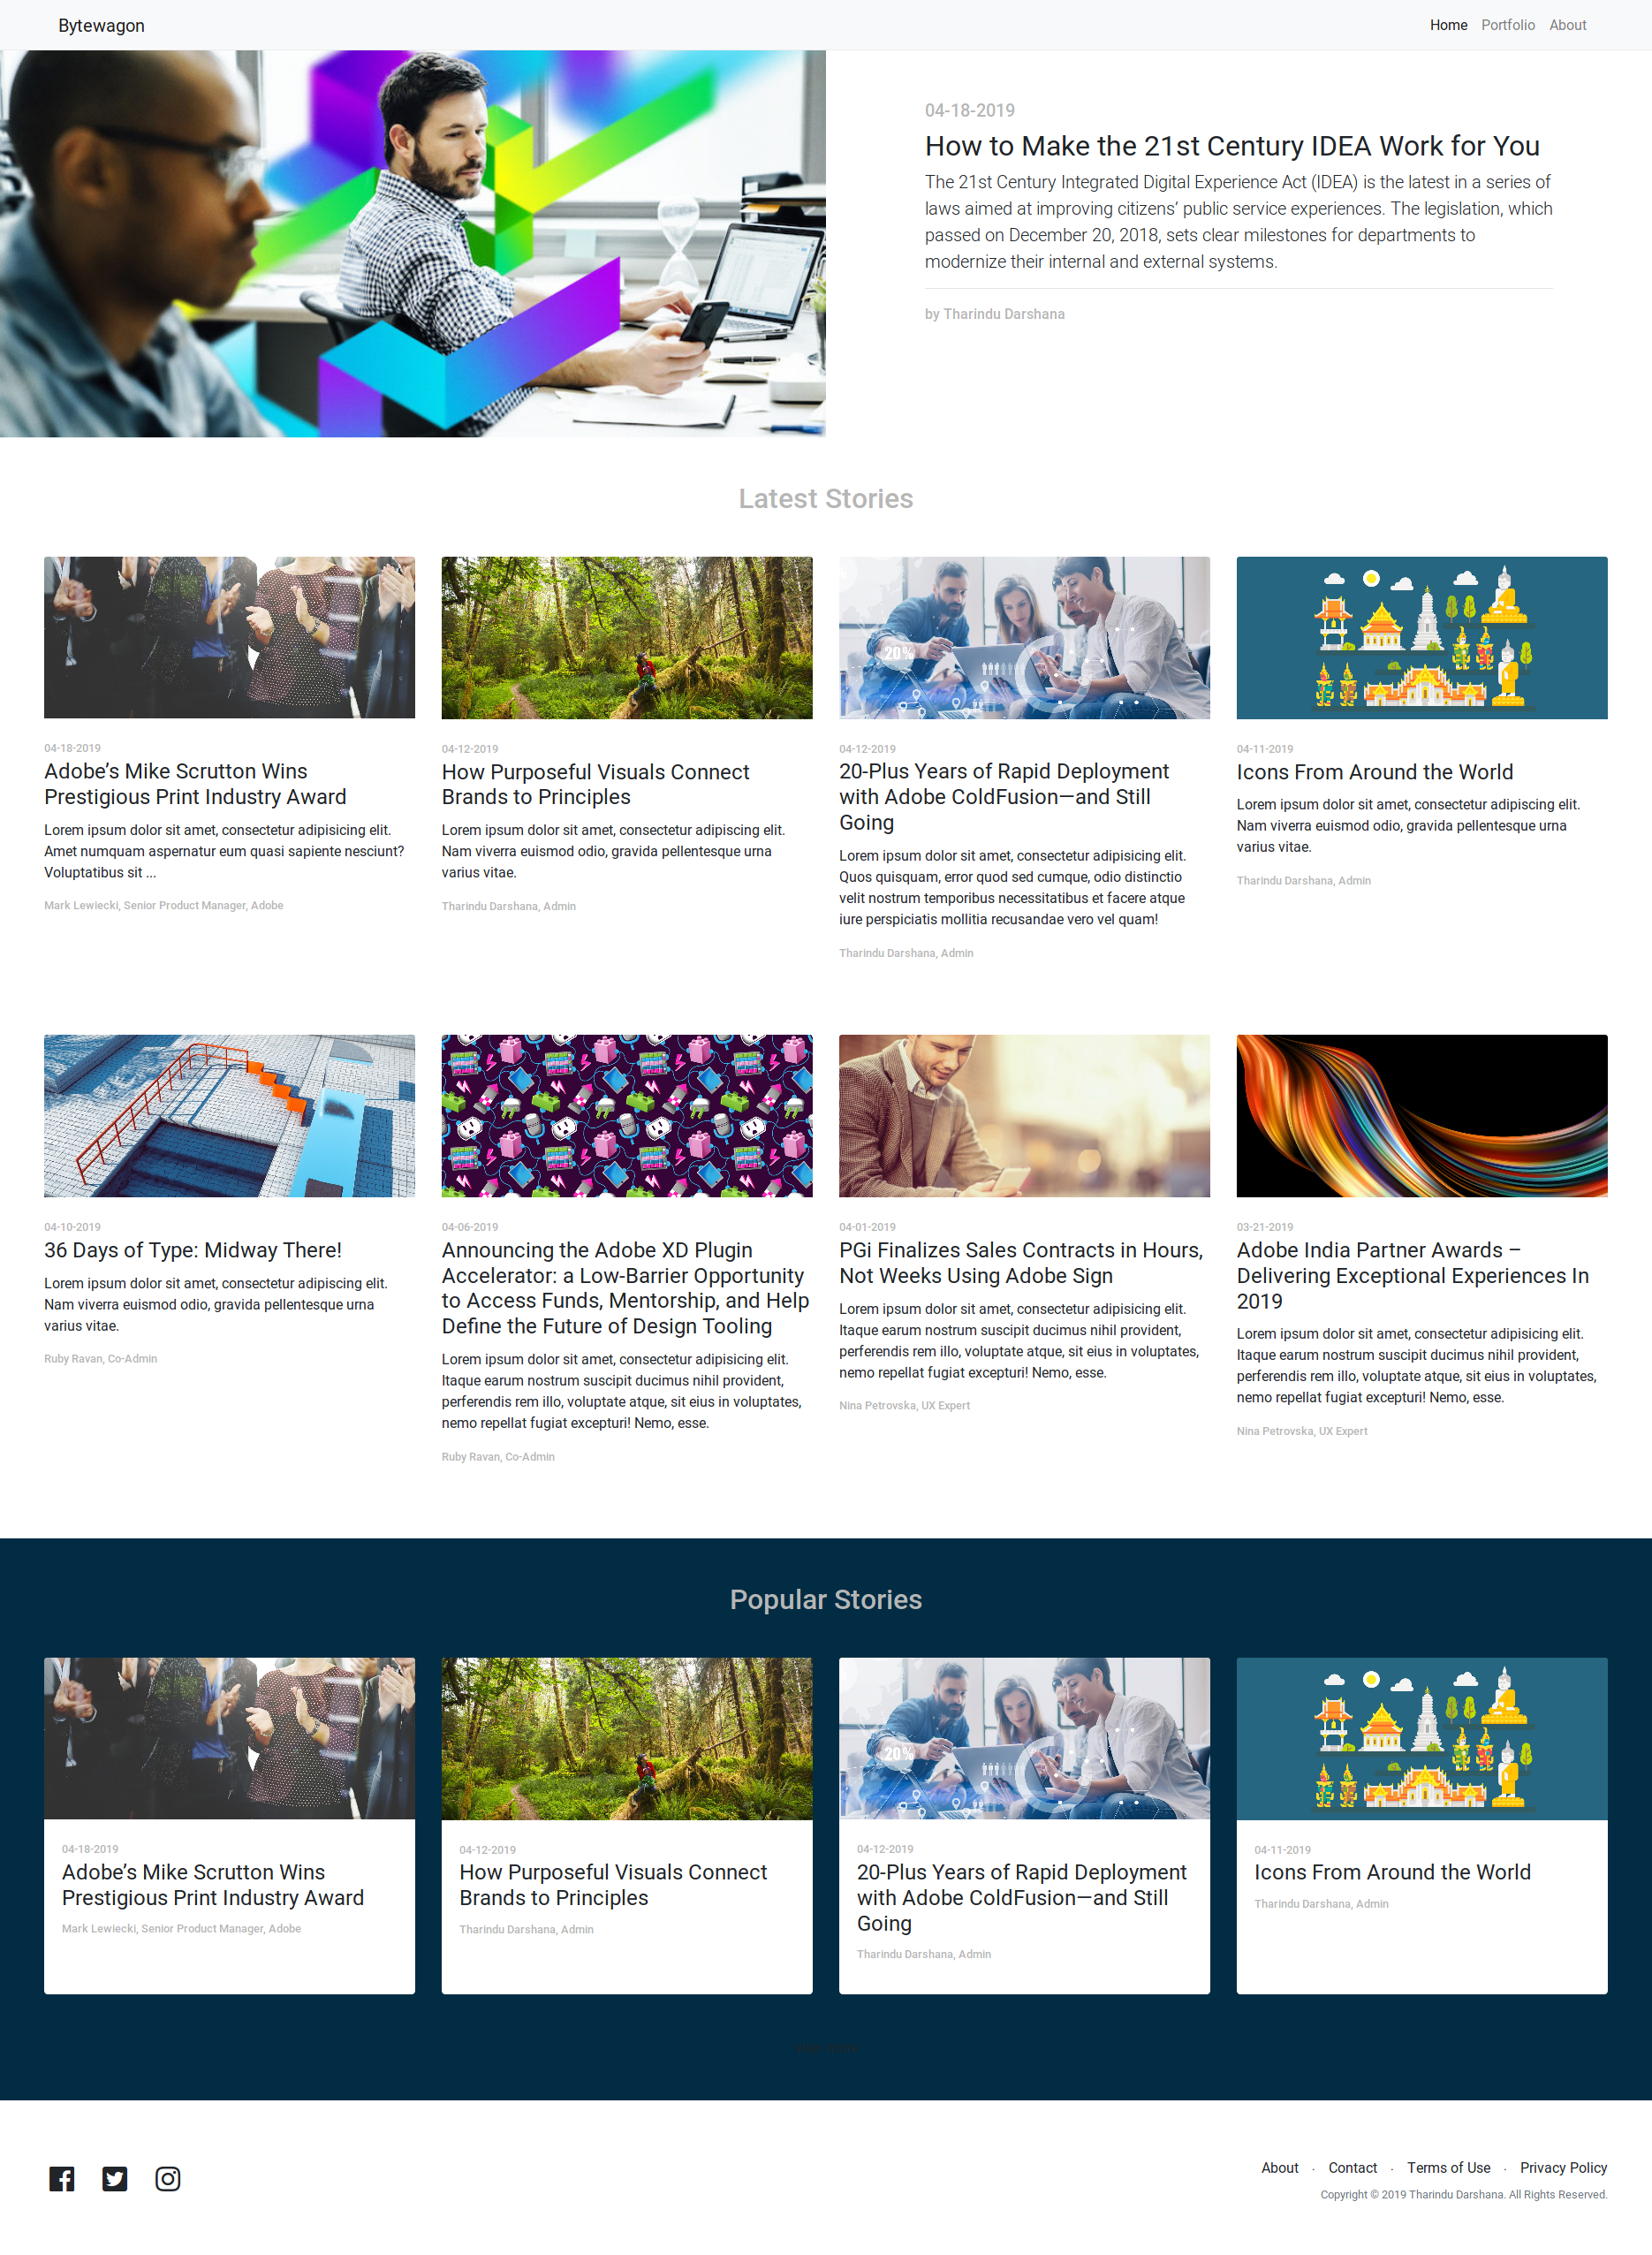 Bytewagon
Home Portfolio About
04-18-2019
How to Make the 21st Century IDEA Work for You
The 21st Century Integrated Digital Experience Act (IDEA) is the latest in a series of
laws aimed at improving citizens’ public service experiences. The legislation, which
passed on December 20, 2018, sets clear milestones for departments to
modernize their internal and external systems.
by Tharindu Darshana
Latest Stories
20%
04-18-2019
Adobe’s Mike Scrutton Wins
Prestigious Print Industry Award
Lorem ipsum dolor sit amet, consectetur adipisicing elit.
Amet numquam aspernatur eum quasi sapiente nesciunt?
Voluptatibus sit ...
Mark Lewiecki, Senior Product Manager, Adobe
04-12-2019
How Purposeful Visuals Connect
Brands to Principles
Lorem ipsum dolor sit amet, consectetur adipiscing elit.
Nam viverra euismod odio, gravida pellentesque urna
varius vitae.
Tharindu Darshana, Admin
04-12-2019
20-Plus Years of Rapid Deployment
with Adobe ColdFusion—and Still
Going
Lorem ipsum dolor sit amet, consectetur adipisicing elit.
Quos quisquam, error quod sed cumque, odio distinctio
velit nostrum temporibus necessitatibus et facere atque
iure perspiciatis mollitia recusandae vero vel quam!
Tharindu Darshana, Admin
04-11-2019
Icons From Around the World
Lorem ipsum dolor sit amet, consectetur adipiscing elit.
Nam viverra euismod odio, gravida pellentesque urna
varius vitae.
Tharindu Darshana, Admin
04-10-2019
36 Days of Type: Midway There!
Lorem ipsum dolor sit amet, consectetur adipiscing elit.
Nam viverra euismod odio, gravida pellentesque urna
varius vitae.
Ruby Ravan, Co-Admin
04-06-2019
Announcing the Adobe XD Plugin
Accelerator: a Low-Barrier Opportunity
to Access Funds, Mentorship, and Help
Define the Future of Design Tooling
Lorem ipsum dolor sit amet, consectetur adipisicing elit.
Itaque earum nostrum suscipit ducimus nihil provident,
perferendis rem illo, voluptate atque, sit eius in voluptates,
nemo repellat fugiat excepturi! Nemo, esse.
Ruby Ravan, Co-Admin
04-01-2019
PGi Finalizes Sales Contracts in Hours,
Not Weeks Using Adobe Sign
Lorem ipsum dolor sit amet, consectetur adipisicing elit.
Itaque earum nostrum suscipit ducimus nihil provident,
perferendis rem illo, voluptate atque, sit eius in voluptates,
nemo repellat fugiat excepturi! Nemo, esse.
Nina Petrovska, UX Expert
03-21-2019
Adobe India Partner Awards –
Delivering Exceptional Experiences In
2019
Lorem ipsum dolor sit amet, consectetur adipisicing elit.
Itaque earum nostrum suscipit ducimus nihil provident,
perferendis rem illo, voluptate atque, sit eius in voluptates,
nemo repellat fugiat excepturi! Nemo, esse.
Nina Petrovska, UX Expert
Popular Stories
20%
04-18-2019
Adobe’s Mike Scrutton Wins
Prestigious Print Industry Award
Mark Lewiecki, Senior Product Manager, Adobe
04-12-2019
How Purposeful Visuals Connect
Brands to Principles
Tharindu Darshana, Admin
04-12-2019
20-Plus Years of Rapid Deployment
with Adobe ColdFusion—and Still
Going
Tharindu Darshana, Admin
04-11-2019
Icons From Around the World
Tharindu Darshana, Admin
About · Contact · Terms of Use · Privacy Policy
Copyright © 2019 Tharindu Darshana. All Rights Reserved.